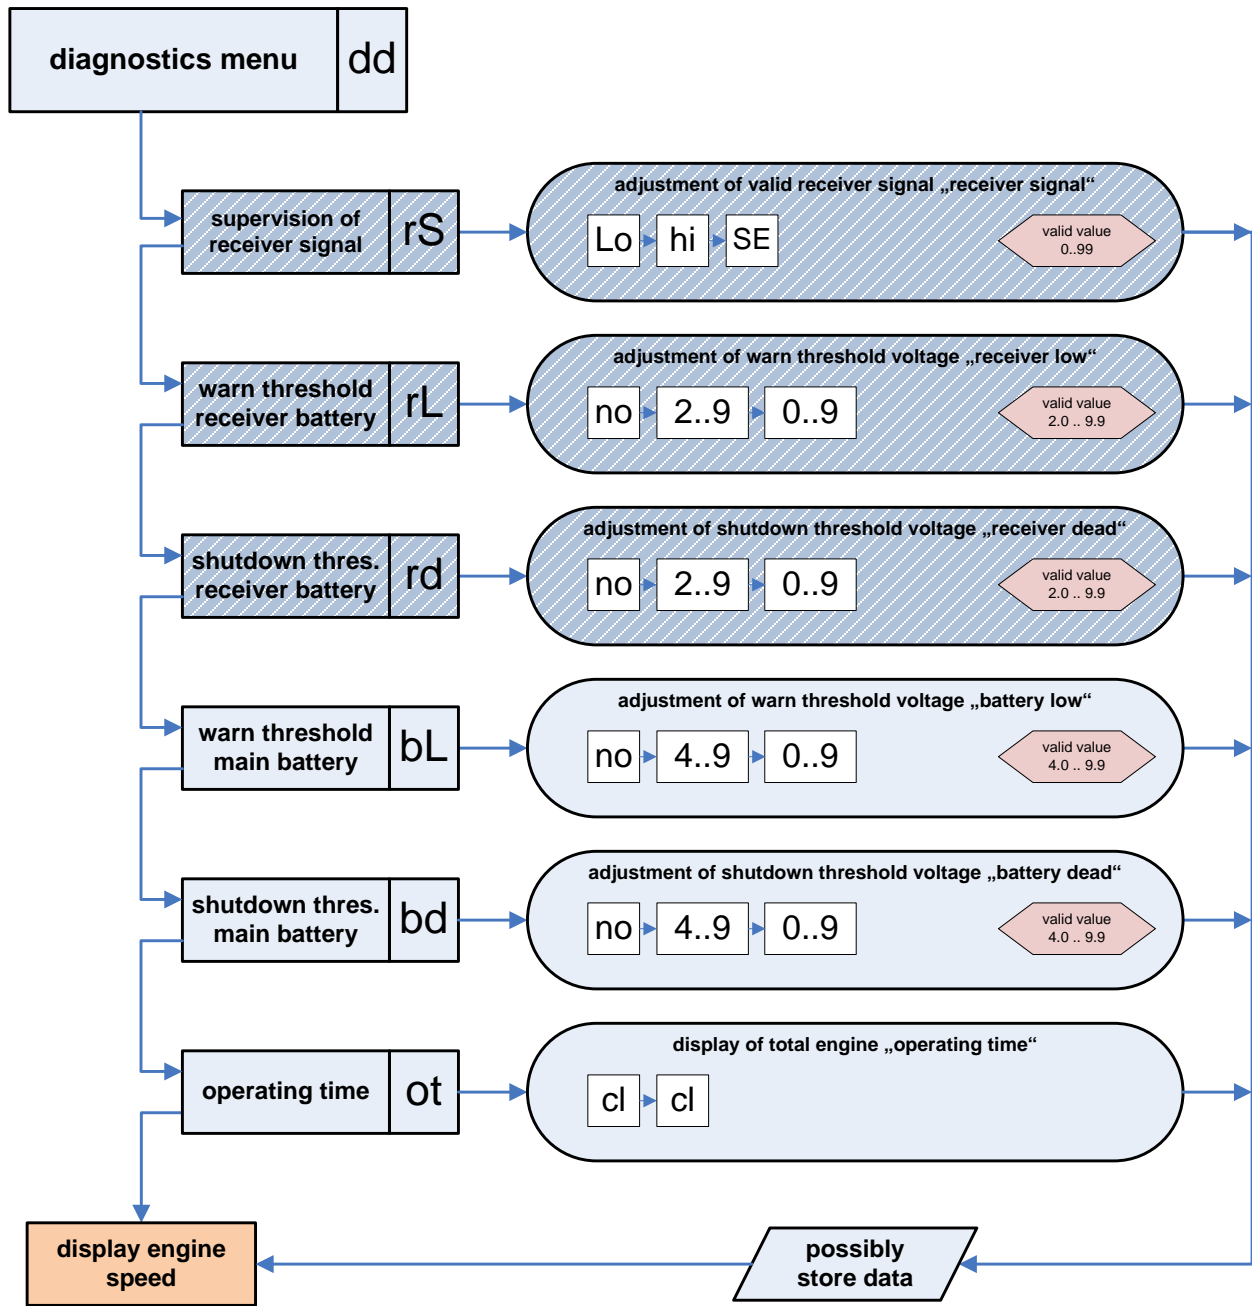 diagnostics menu
dd
supervision of
receiver signal
rS
adjustment of valid receiver signal „receiver signal“
Lo
hi
SE
valid value
0..99
warn threshold
receiver battery
rL
adjustment of warn threshold voltage „receiver low“
no
2..9
0..9
valid value
2.0 .. 9.9
shutdown thres.
receiver battery
rd
adjustment of shutdown threshold voltage „receiver dead“
no
2..9
0..9
valid value
2.0 .. 9.9
warn threshold
main battery
bL
adjustment of warn threshold voltage „battery low“
no
4..9
0..9
valid value
4.0 .. 9.9
shutdown thres.
main battery
bd
adjustment of shutdown threshold voltage „battery dead“
no
4..9
0..9
valid value
4.0 .. 9.9
operating time
ot
display of total engine „operating time“
cl
cl
display engine
speed
possibly
store data